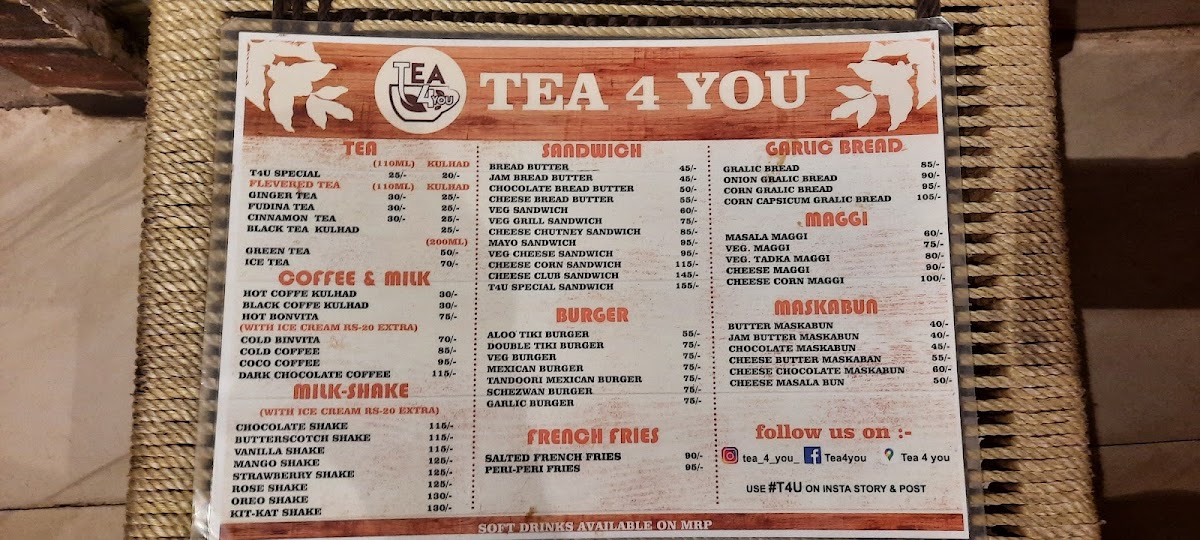 TEA 4 YOU
TEA 4 YOU
TEA
(110ML) KULHAD
T4U SPECIAL 25/- 20/-
FLEVERED TEA (110ML) KULHAD
GINGER TEA 30/- 25/-
FUDINA TEA 30/- 25/-
CINNAMON TEA 30/- 25/-
BLACK TEA KULHAD 25/-
(200ML)
GREEN TEA 50/-
ICE TEA 70/-
COFFEE & MILK
HOT COFFE KULHAD 30/-
BLACK COFFE KULHAD 30/-
HOT BONVITA 75/-
(WITH ICE CREAM RS-20 EXTRA)
COLD BINVITA 70/-
COLD COFFEE 85/-
COCO COFFEE 95/-
DARK CHOCOLATE COFFEE 115/-
MILK-SHAKE
(WITH ICE CREAM RS-20 EXTRA)
CHOCOLATE SHAKE 115/-
BUTTERSCOTCH SHAKE 115/-
VANILLA SHAKE 115/-
MANGO SHAKE 125/-
STRAWBERRY SHAKE 125/-
ROSE SHAKE 125/-
OREO SHAKE 130/-
KIT-KAT SHAKE 130/-
SANDWICH
BREAD BUTTER 45/-
JAM BREAD BUTTER 45/-
CHOCOLATE BREAD BUTTER 50/-
CHEESE BREAD BUTTER 55/-
VEG SANDWICH 60/-
VEG GRILL SANDWICH 75/-
CHEESE CHUTNEY SANDWICH 85/-
MAYO SANDWICH 95/-
VEG CHEESE SANDWICH 95/-
CHEESE CORN SANDWICH 115/-
CHEESE CLUB SANDWICH 145/-
T4U SPECIAL SANDWICH 155/-
BURGER
ALOO TIKI BURGER 55/-
DOUBLE TIKI BURGER 75/-
VEG BURGER 75/-
MEXICAN BURGER 75/-
TANDOORI MEXICAN BURGER 75/-
SCHEZWAN BURGER 75/-
GARLIC BURGER 75/-
FRENCH FRIES
SALTED FRENCH FRIES 90/-
PERI-PERI FRIES 95/-
GARLIC BREAD
GRALIC BREAD 85/-
ONION GRALIC BREAD 90/-
CORN GRALIC BREAD 95/-
CORN CAPSICUM GRALIC BREAD 105/-
MAGGI
MASALA MAGGI 60/-
VEG. MAGGI 75/-
VEG. TADKA MAGGI 80/-
CHEESE MAGGI 90/-
CHEESE CORN MAGGI 100/-
MASKABUN
BUTTER MASKABUN 40/-
JAM BUTTER MASKABUN 40/-
CHOCOLATE MASKABUN 45/-
CHEESE BUTTER MASKABAN 55/-
CHEESE CHOCOLATE MASKABUN 60/-
CHEESE MASALA BUN 50/-
follow us on :-
tea_4_you_ Tea4you Tea 4 you
USE #T4U ON INSTA STORY & POST
SOFT DRINKS AVAILABLE ON MRP